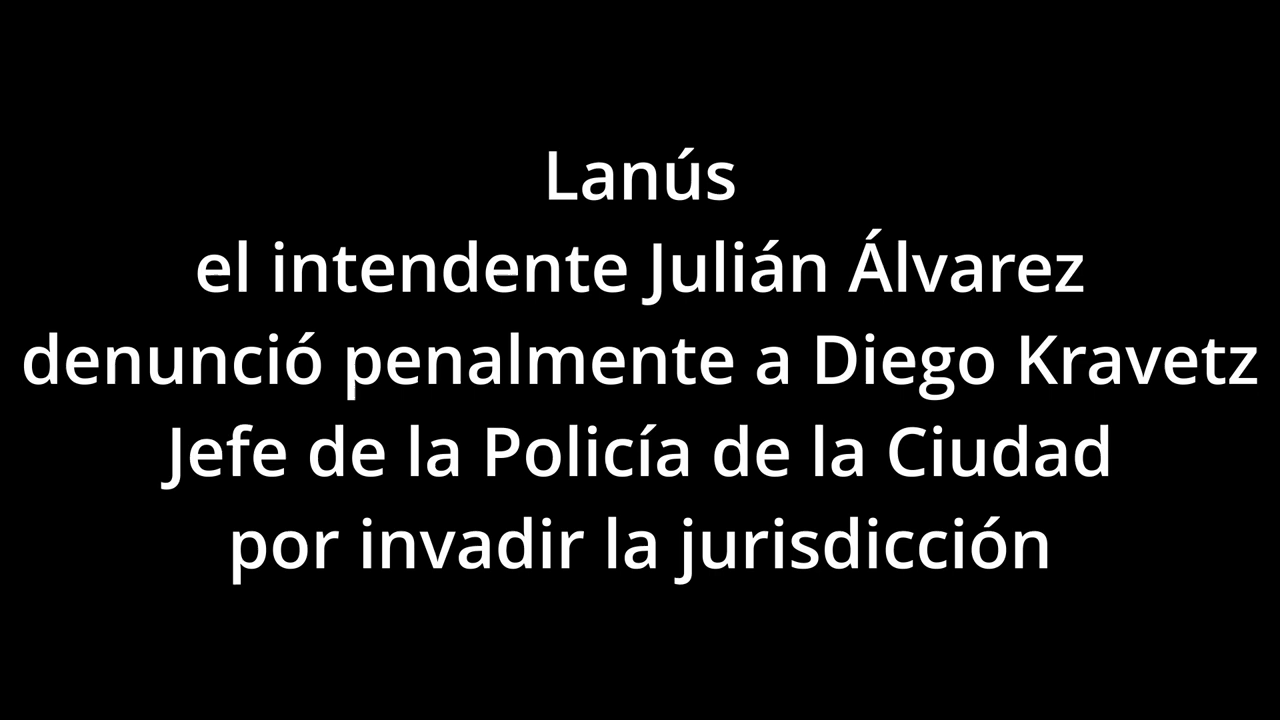 Lanús
el intendente Julián Álvarez
denunció penalmente a Diego Kravetz
Jefe de la Policía de la Ciudad
por invadir la jurisdicción